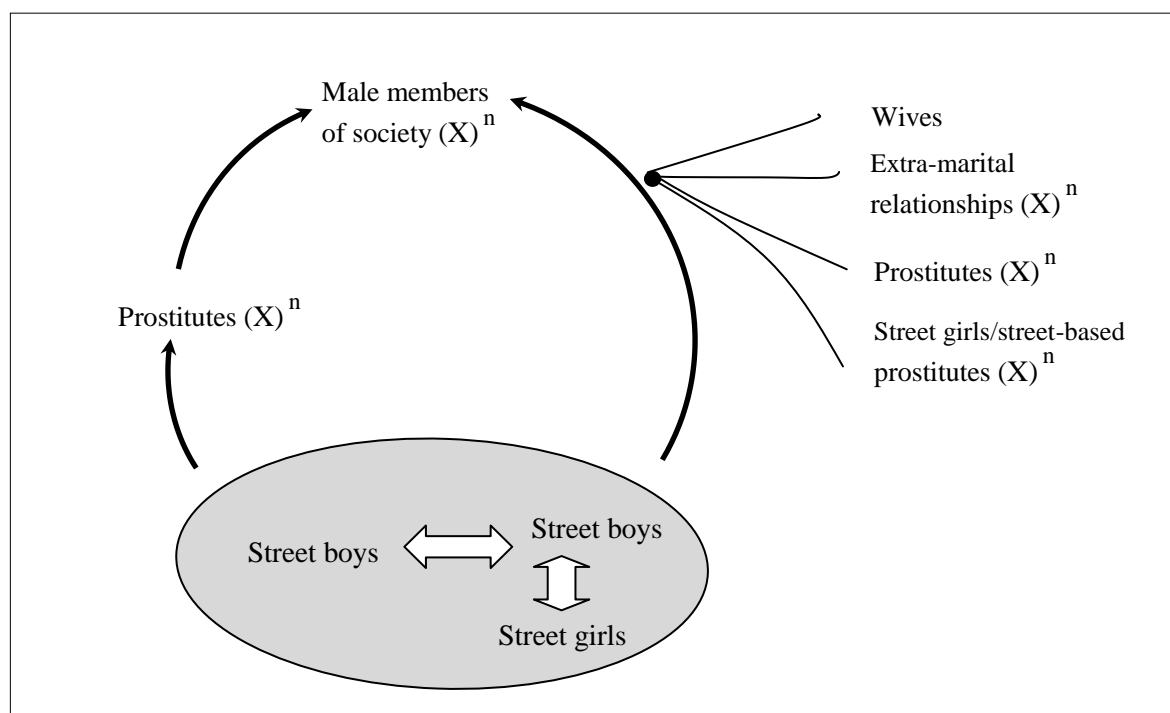 Male members
of society (X)ⁿ
Wives
Extra-marital
relationships (X)ⁿ
Prostitutes (X)ⁿ
Prostitutes (X)ⁿ
Street girls/street-based
prostitutes (X)ⁿ
Street boys
Street boys
Street girls